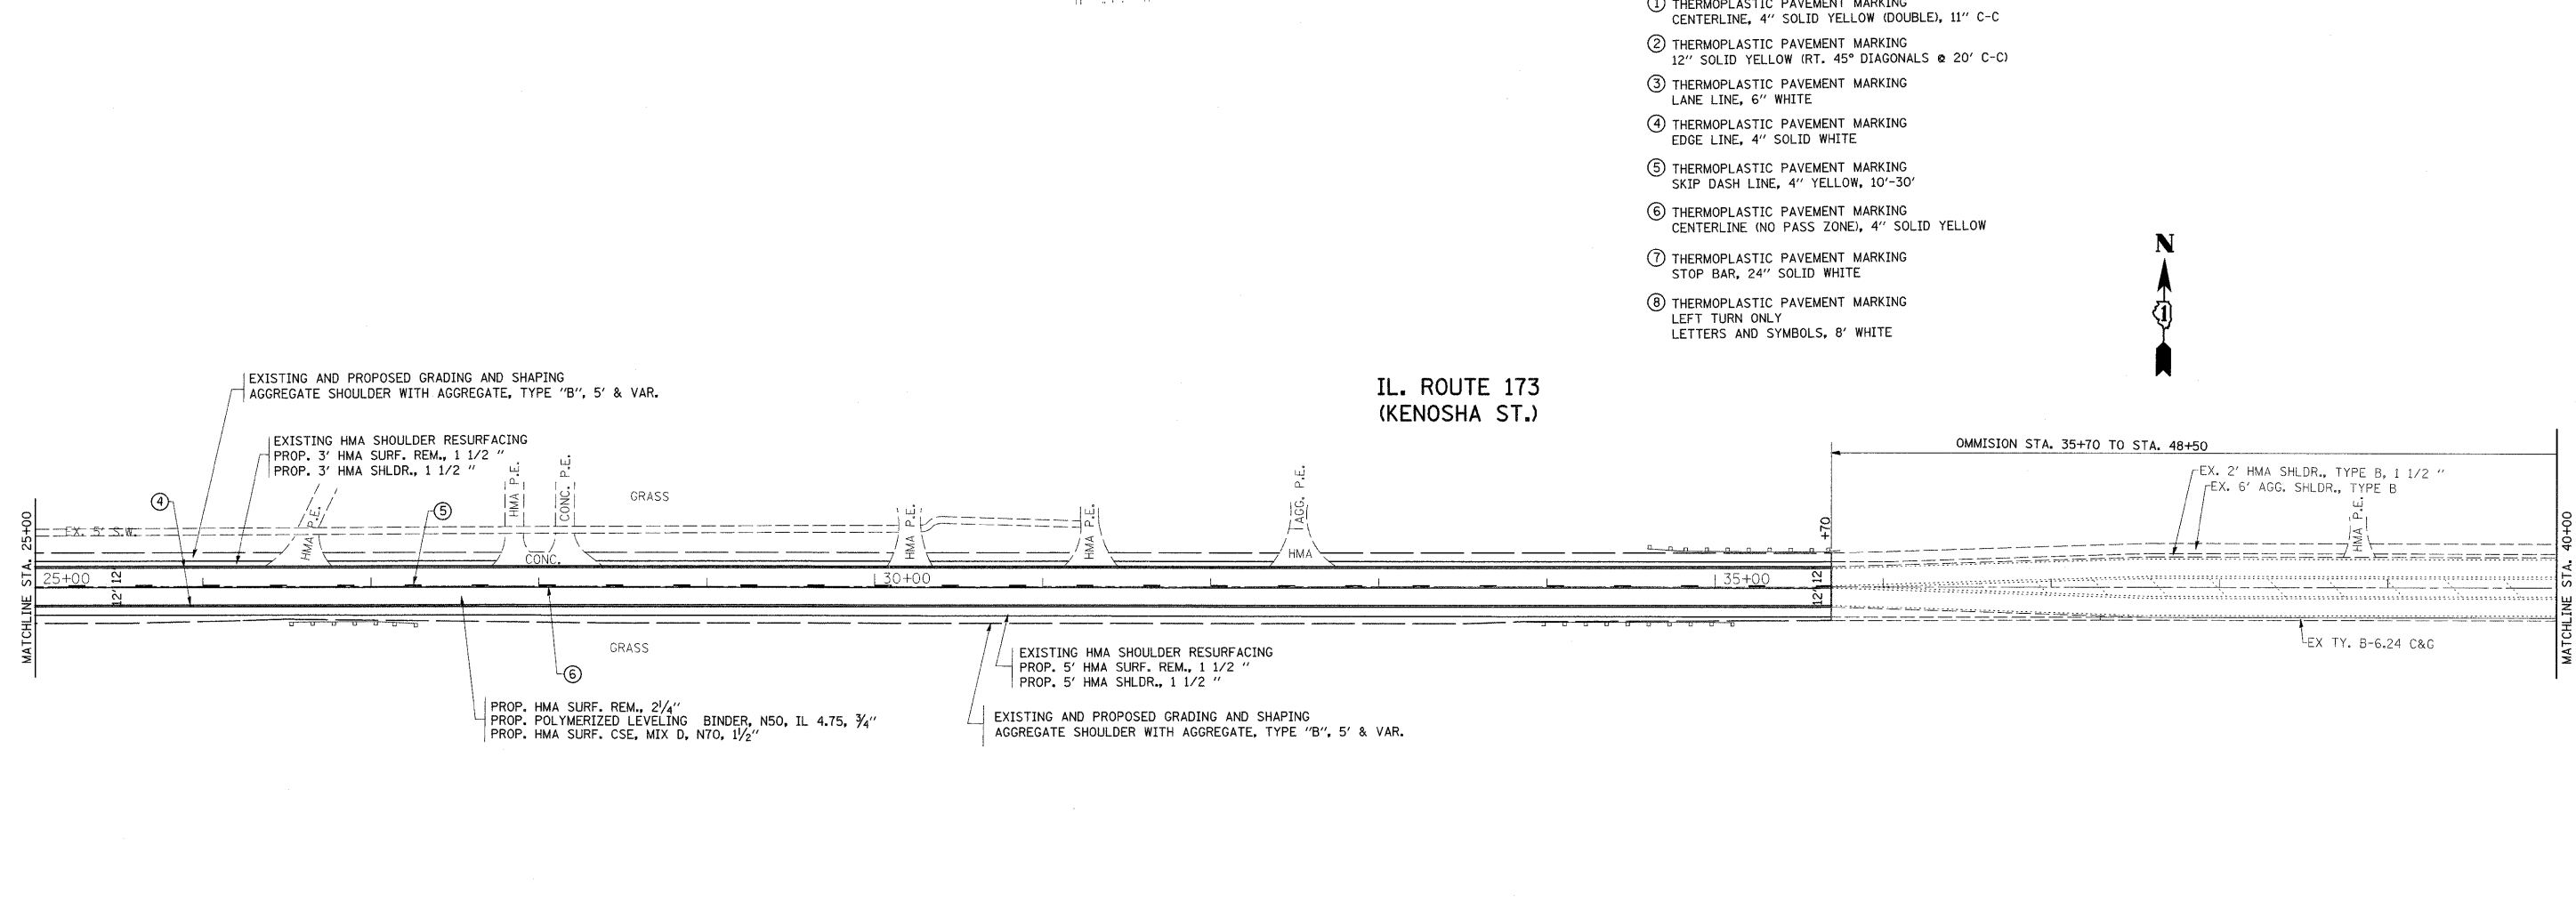 ① THERMOPLASTIC PAVEMENT MARKING
CENTERLINE, 4" SOLID YELLOW (DOUBLE), 11" C-C
② THERMOPLASTIC PAVEMENT MARKING
12" SOLID YELLOW (RT. 45° DIAGONALS @ 20' C-C)
③ THERMOPLASTIC PAVEMENT MARKING
LANE LINE, 6" WHITE
④ THERMOPLASTIC PAVEMENT MARKING
EDGE LINE, 4" SOLID WHITE
⑤ THERMOPLASTIC PAVEMENT MARKING
SKIP DASH LINE, 4" YELLOW, 10'-30'
⑥ THERMOPLASTIC PAVEMENT MARKING
CENTERLINE (NO PASS ZONE), 4" SOLID YELLOW
⑦ THERMOPLASTIC PAVEMENT MARKING
STOP BAR, 24" SOLID WHITE
⑧ THERMOPLASTIC PAVEMENT MARKING
LEFT TURN ONLY
LETTERS AND SYMBOLS, 8' WHITE
N
1
IL. ROUTE 173
(KENOSHA ST.)
EXISTING AND PROPOSED GRADING AND SHAPING
AGGREGATE SHOULDER WITH AGGREGATE, TYPE "B", 5' & VAR.
EXISTING HMA SHOULDER RESURFACING
PROP. 3' HMA SURF. REM., 1 1/2 "
PROP. 3' HMA SHLDR., 1 1/2 "
OMMISION STA. 35+70 TO STA. 48+50
EX. 2' HMA SHLDR., TYPE B, 1 1/2 "
EX. 6' AGG. SHLDR., TYPE B
④
⑤
GRASS
MATCHLINE STA. 25+00
EX. 5' S.W.
HMA P.E.
HMA P.E.
CONC. P.E.
CONC.
HMA P.E.
HMA P.E.
AGG. P.E.
HMA
+70
HMA P.E.
MATCHLINE STA. 40+00
25+00
12'
12'
30+00
35+00
12'
12'
GRASS
⑥
EX TY. B-6.24 C&G
EXISTING HMA SHOULDER RESURFACING
PROP. 5' HMA SURF. REM., 1 1/2 "
PROP. 5' HMA SHLDR., 1 1/2 "
PROP. HMA SURF. REM., 2 1/4"
PROP. POLYMERIZED LEVELING BINDER, N50, IL 4.75, 3/4"
PROP. HMA SURF. CSE, MIX D, N70, 1 1/2"
EXISTING AND PROPOSED GRADING AND SHAPING
AGGREGATE SHOULDER WITH AGGREGATE, TYPE "B", 5' & VAR.